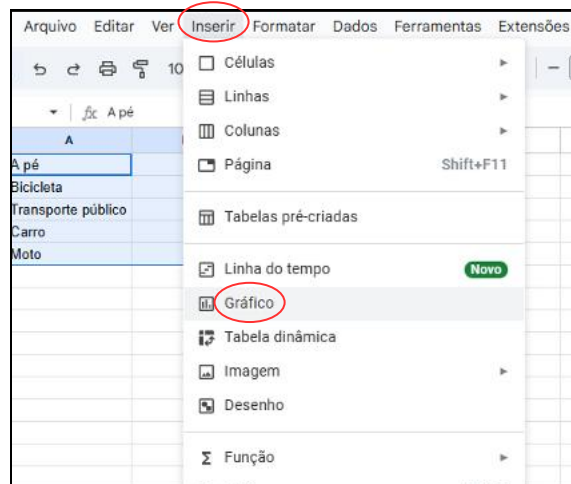 Arquivo Editar Ver Inserir Formatar Dados Ferramentas Extensões
10
fx A pé
A
A pé
Bicicleta
Transporte público
Carro
Moto
Células
Linhas
Colunas
Página Shift+F11
Tabelas pré-criadas
Linha do tempo Novo
Gráfico
Tabela dinâmica
Imagem
Desenho
Σ Função